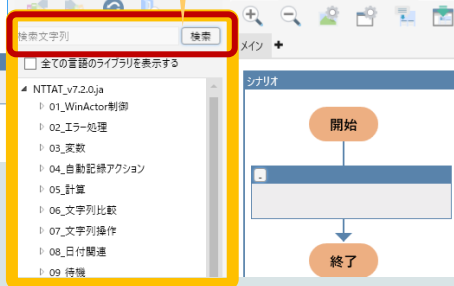 検索文字列
検索
全ての言語のライブラリを表示する
NTTAT_v7.2.0.ja
01_WinActor制御
02_エラー処理
03_変数
04_自動記録アクション
05_計算
06_文字列比較
07_文字列操作
08_日付関連
09_待機
メイン +
シナリオ
開始
終了